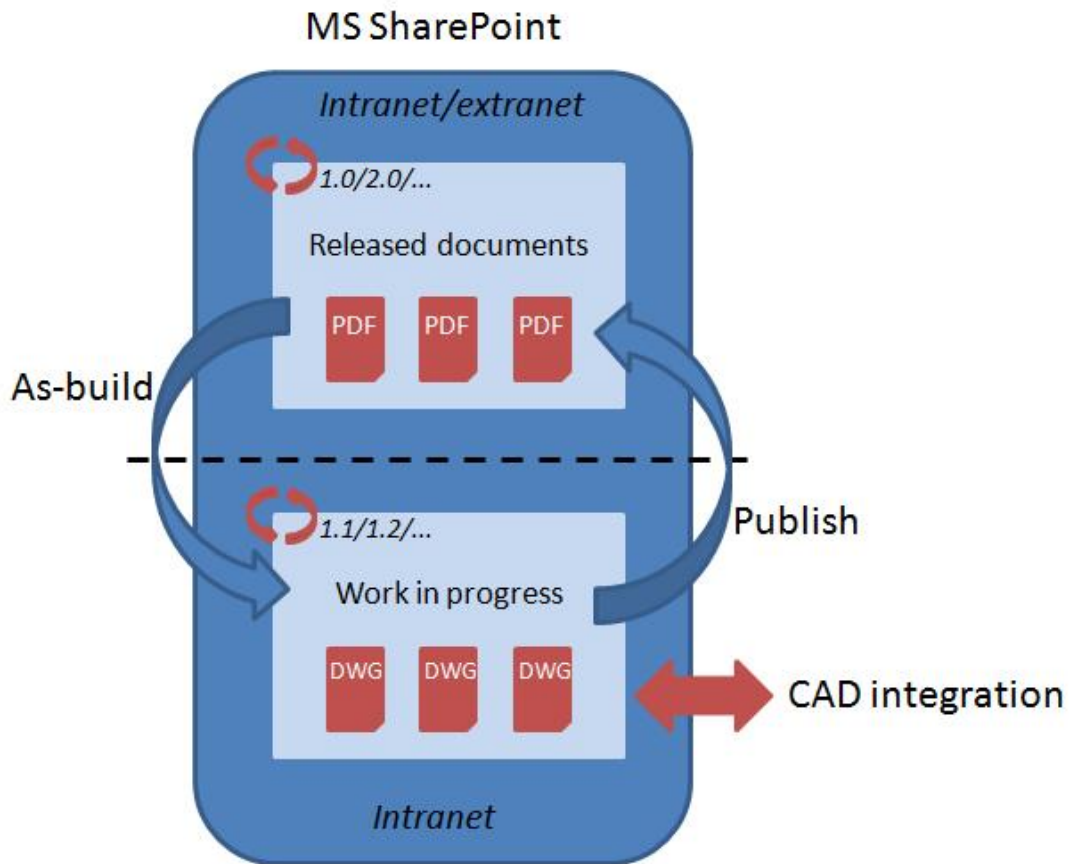 MS SharePoint
Intranet/extranet
1.0/2.0/...
Released documents
PDF PDF PDF
As-build
1.1/1.2/...
Publish
Work in progress
DWG DWG DWG
CAD integration
Intranet